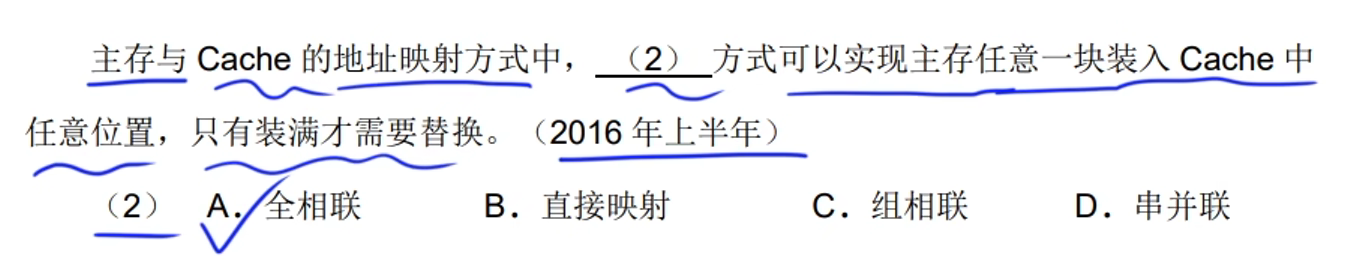 主存与 Cache 的地址映射方式中，（2）方式可以实现主存任意一块装入 Cache 中
任意位置，只有装满才需要替换。（2016 年上半年）
（2） A．全相联 B．直接映射 C．组相联 D．串并联